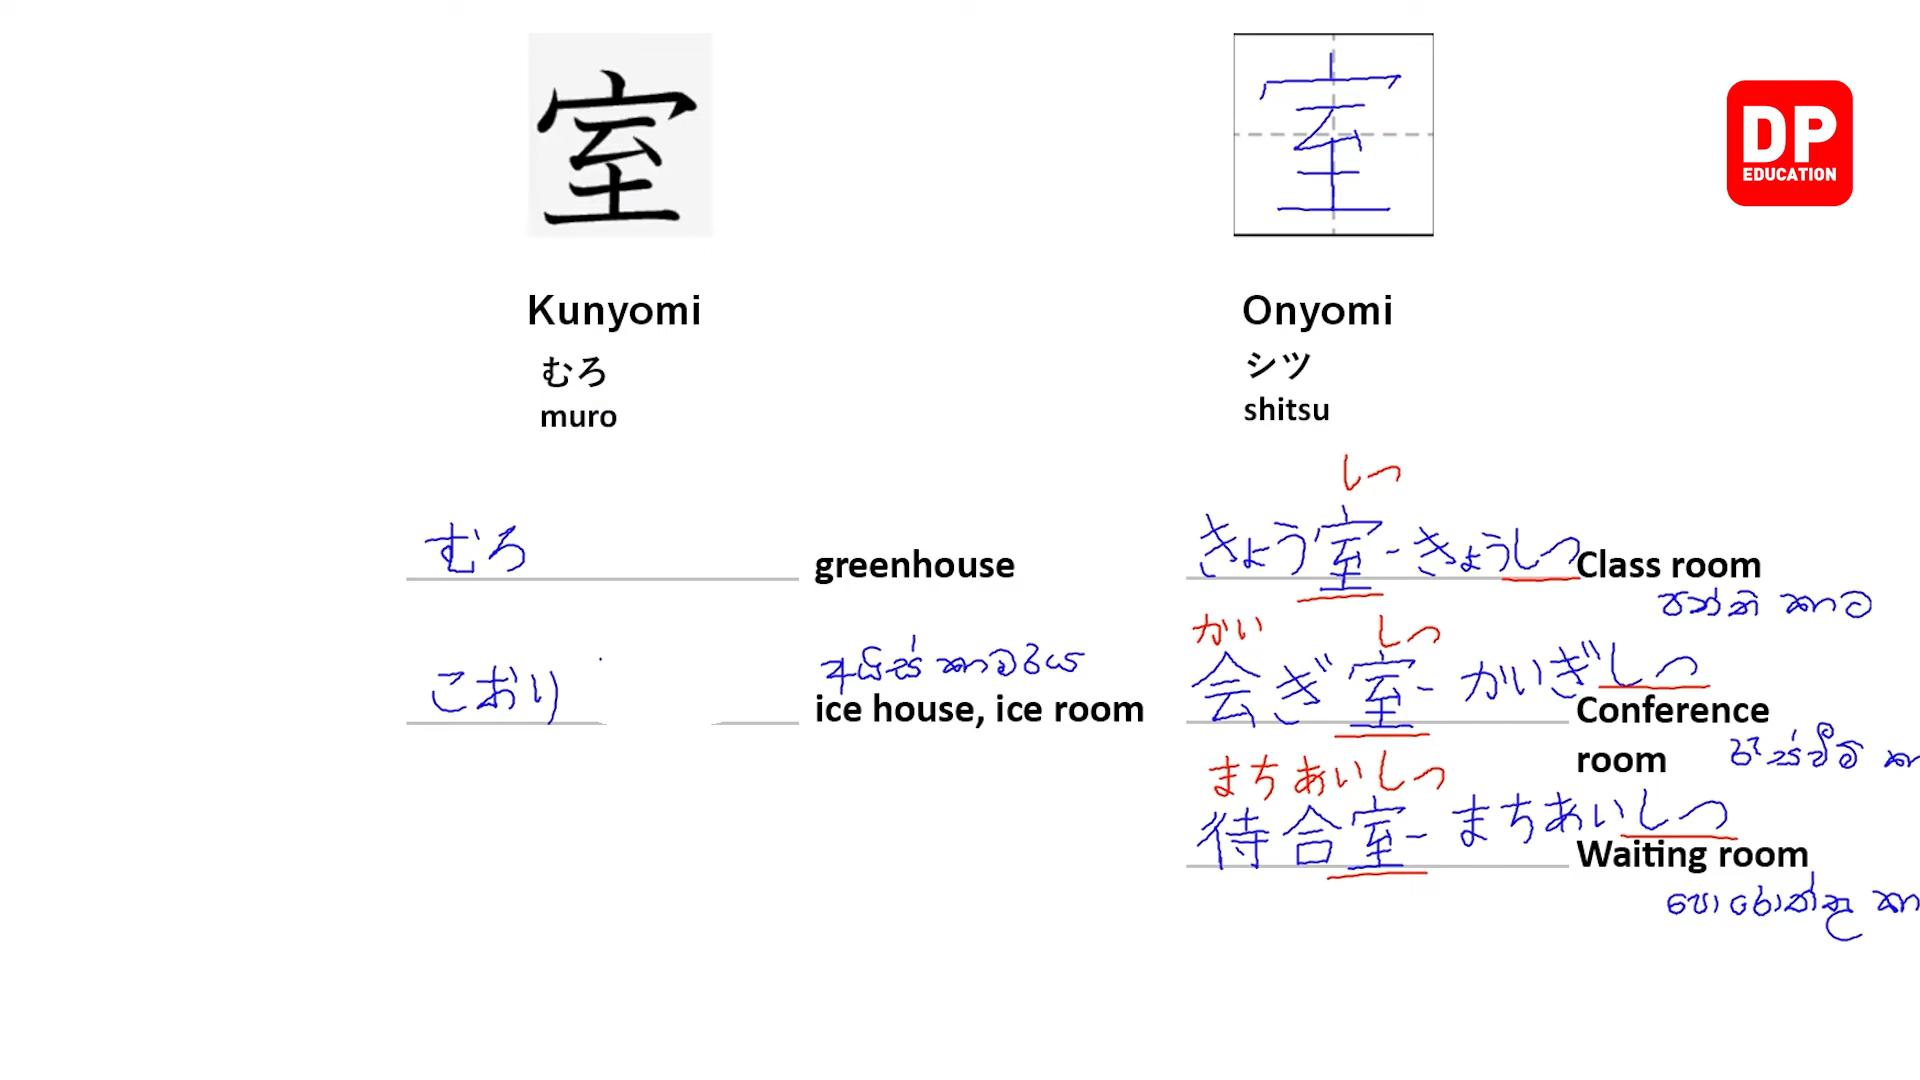 室
室
DP
EDUCATION
Kunyomi
むろ
muro
Onyomi
シツ
shitsu
むろ greenhouse
こおり
අයිස් කාමරය
ice house, ice room
しつ
きょう室-きょうしつ Class room
පන්ති කාට
かい しつ
会ぎ室-かいぎしつ
Conference
room රැස්වීම් කා
まちあいしつ
待合室-まちあいしつ
Waiting room
පොරොත්තු කා